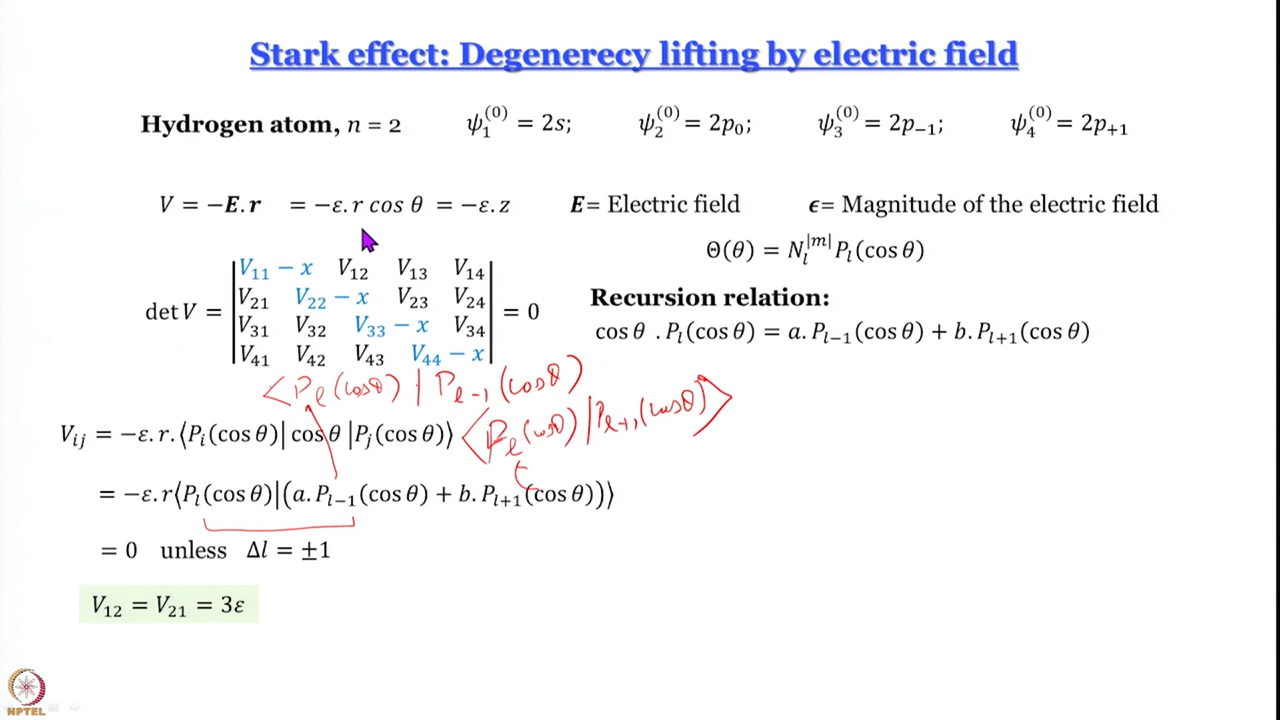 Stark effect: Degenerecy lifting by electric field
Hydrogen atom, n = 2 ψ₁⁽⁰⁾ = 2s; ψ₂⁽⁰⁾ = 2p₀; ψ₃⁽⁰⁾ = 2p₋₁; ψ₄⁽⁰⁾ = 2p₊₁
V = −E.r = −ε.r cos θ = −ε.z E= Electric field ϵ= Magnitude of the electric field
Θ(θ) = N_l^{|m|} P_l(cos θ)
V₁₁ − x V₁₂ V₁₃ V₁₄
V₂₁ V₂₂ − x V₂₃ V₂₄
det V = = 0
V₃₁ V₃₂ V₃₃ − x V₃₄
V₄₁ V₄₂ V₄₃ V₄₄ − x
Recursion relation:
cos θ . P_l(cos θ) = a. P_{l−1}(cos θ) + b. P_{l+1}(cos θ)
<P_l (cosθ) | P_{l-1} (cosθ)
V_{ij} = −ε.r.⟨P_i(cos θ)| cos θ |P_j(cos θ)⟩ <P_l (cosθ) | P_{l+1} (cosθ)>
= −ε.r⟨P_l(cos θ)|(a. P_{l−1}(cos θ) + b. P_{l+1}(cos θ))⟩
= 0 unless Δl = ±1
V₁₂ = V₂₁ = 3ε
NPTEL